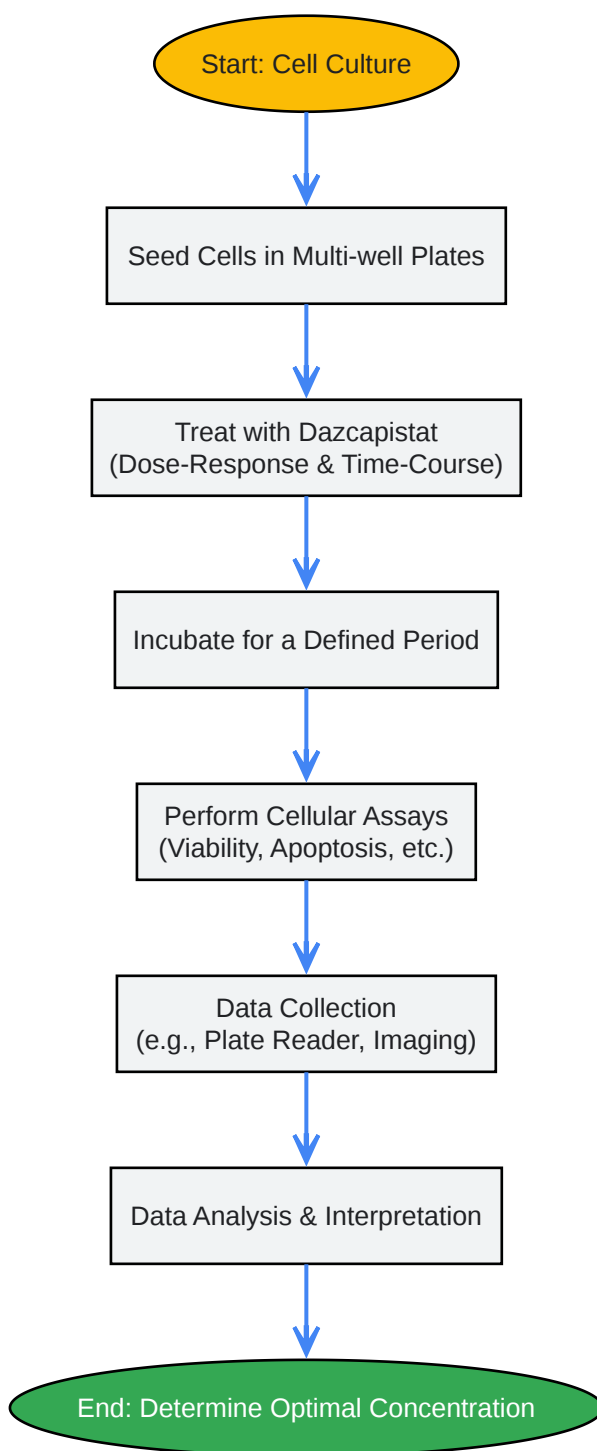 Start: Cell Culture
Seed Cells in Multi-well Plates
Treat with Dazcapistat
(Dose-Response & Time-Course)
Incubate for a Defined Period
Perform Cellular Assays
(Viability, Apoptosis, etc.)
Data Collection
(e.g., Plate Reader, Imaging)
Data Analysis & Interpretation
End: Determine Optimal Concentration